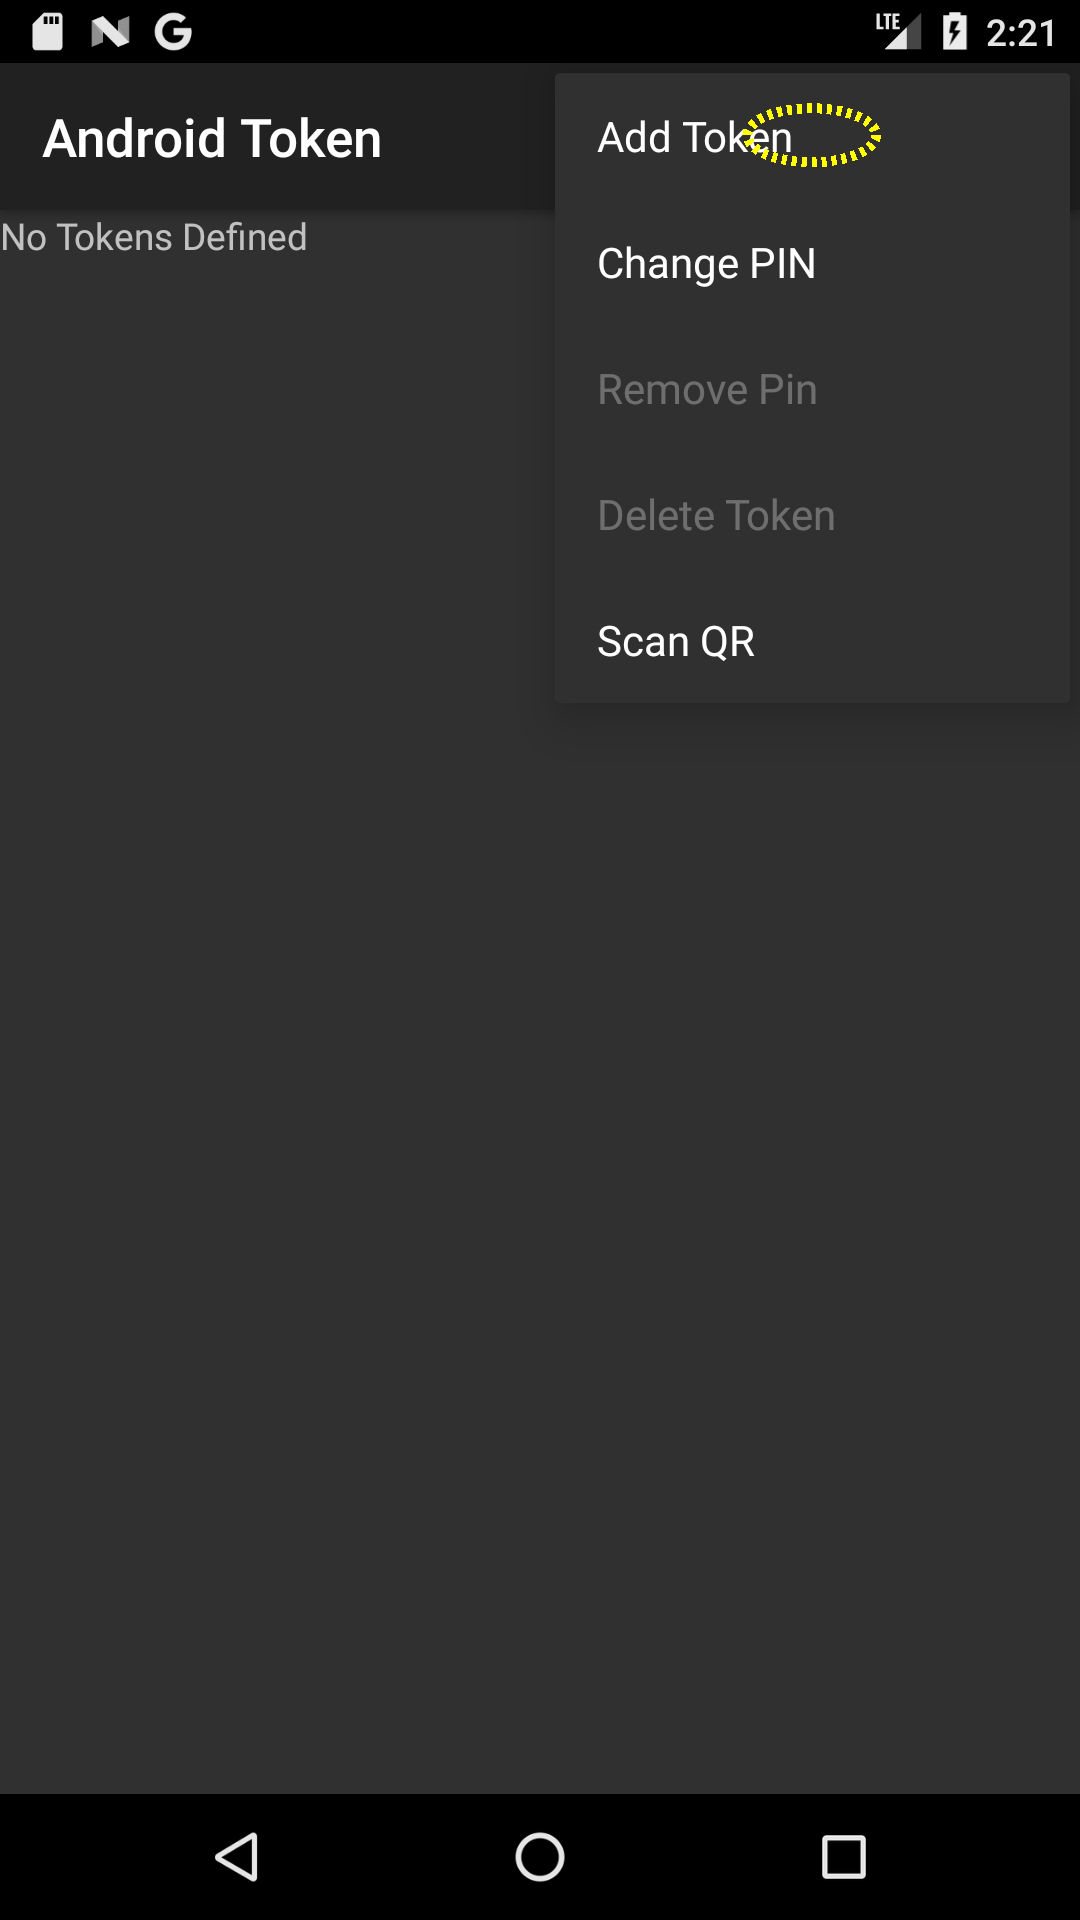 LTE 2:21
Android Token
Add Token
No Tokens Defined
Change PIN
Remove Pin
Delete Token
Scan QR